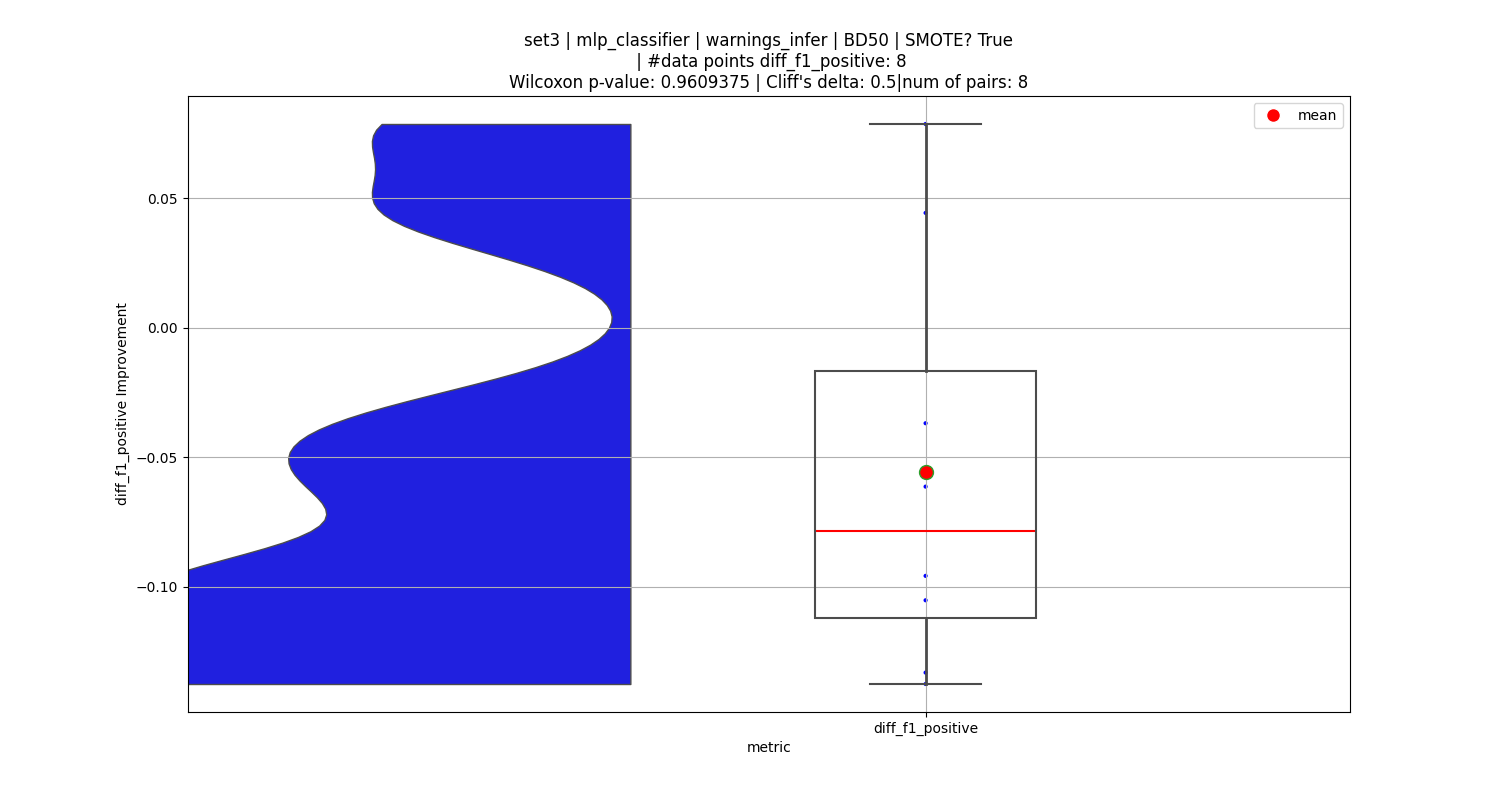 set3 | mlp_classifier | warnings_infer | BD50 | SMOTE? True
| #data points diff_f1_positive: 8
Wilcoxon p-value: 0.9609375 | Cliff's delta: 0.5|num of pairs: 8
mean
0.05
0.00
−0.05
−0.10
diff_f1_positive Improvement
diff_f1_positive
metric